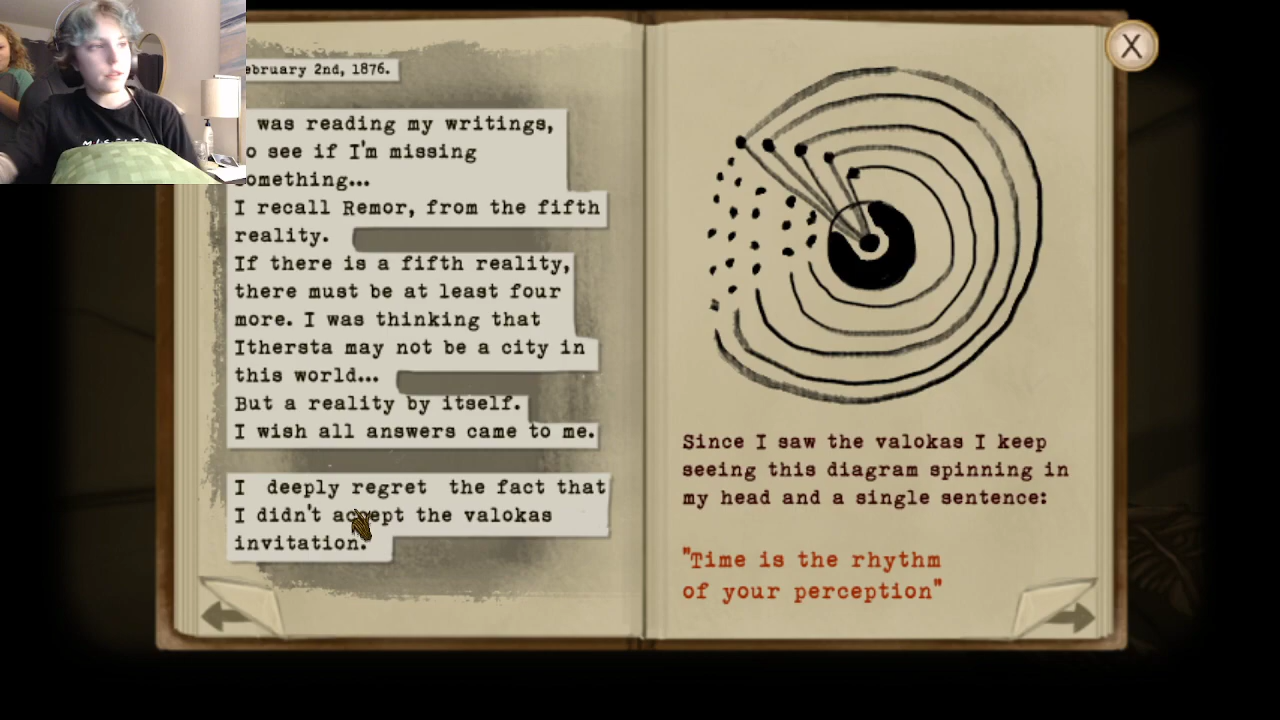 ebruary 2nd, 1876.
was reading my writings,
o see if I'm missing
omething...
I recall Remor, from the fifth
reality.
If there is a fifth reality,
there must be at least four
more. I was thinking that
Ithersta may not be a city in
this world...
But a reality by itself.
I wish all answers came to me.
I deeply regret the fact that
I didn't accept the valokas
invitation.
X
Since I saw the valokas I keep
seeing this diagram spinning in
my head and a single sentence:
"Time is the rhythm
of your perception"